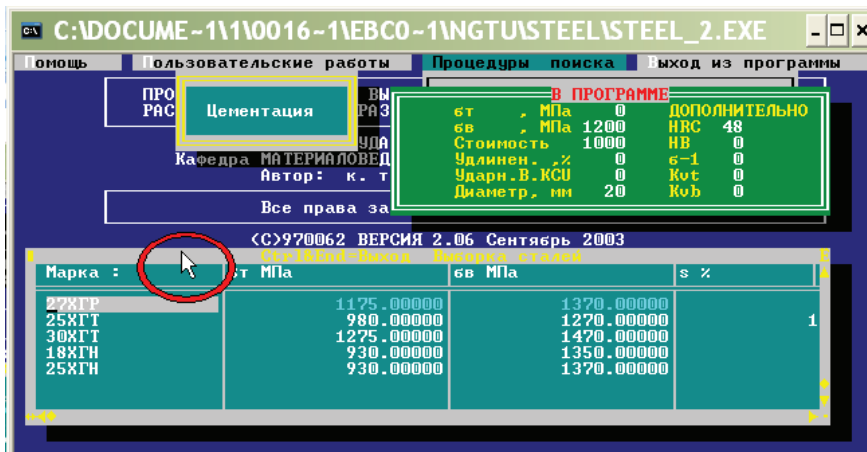 C:\DOCUME~1\1\0016~1\EBC0~1\NGTU\STEEL\STEEL_2.EXE
Помощь Пользовательские работы Процедуры поиска Выход из программы
ПРО ВЫ
РАС РАЗ
Цементация
УДА
Кафедра МАТЕРИАЛОВЕД
Автор: к. т
Все права за
В ПРОГРАММЕ
бт , МПа 0 ДОПОЛНИТЕЛЬНО
бв , МПа 1200 HRC 48
Стоимость 1000 HB 0
Удлинен. ,% 0 б-1 0
Ударн.В.KCU 0 Kvt 0
Диаметр, мм 20 Kvb 0
(C)970062 ВЕРСИЯ 2.06 Сентябрь 2003
Ctrl&End-Выход Выборка сталей
Марка : т МПа бв МПа s %
27ХГР 1175.00000 1370.00000
25ХГТ 980.00000 1270.00000 1
30ХГТ 1275.00000 1470.00000
18ХГН 930.00000 1350.00000
25ХГН 930.00000 1370.00000